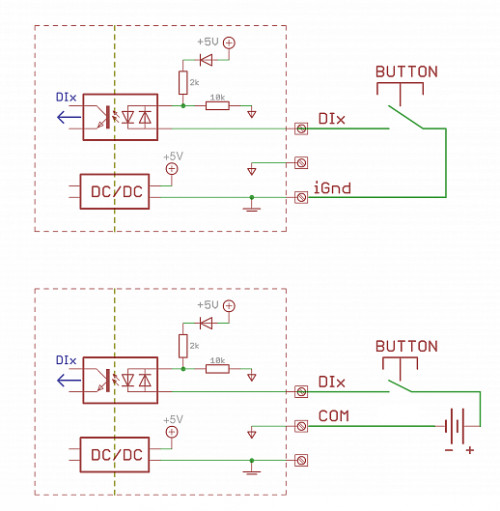 +5V
BUTTON
2k
DIx
10k
DIx
+5V
DC/DC
iGnd
+5V
BUTTON
2k
DIx
10k
DIx
COM
+5V
DC/DC
- +